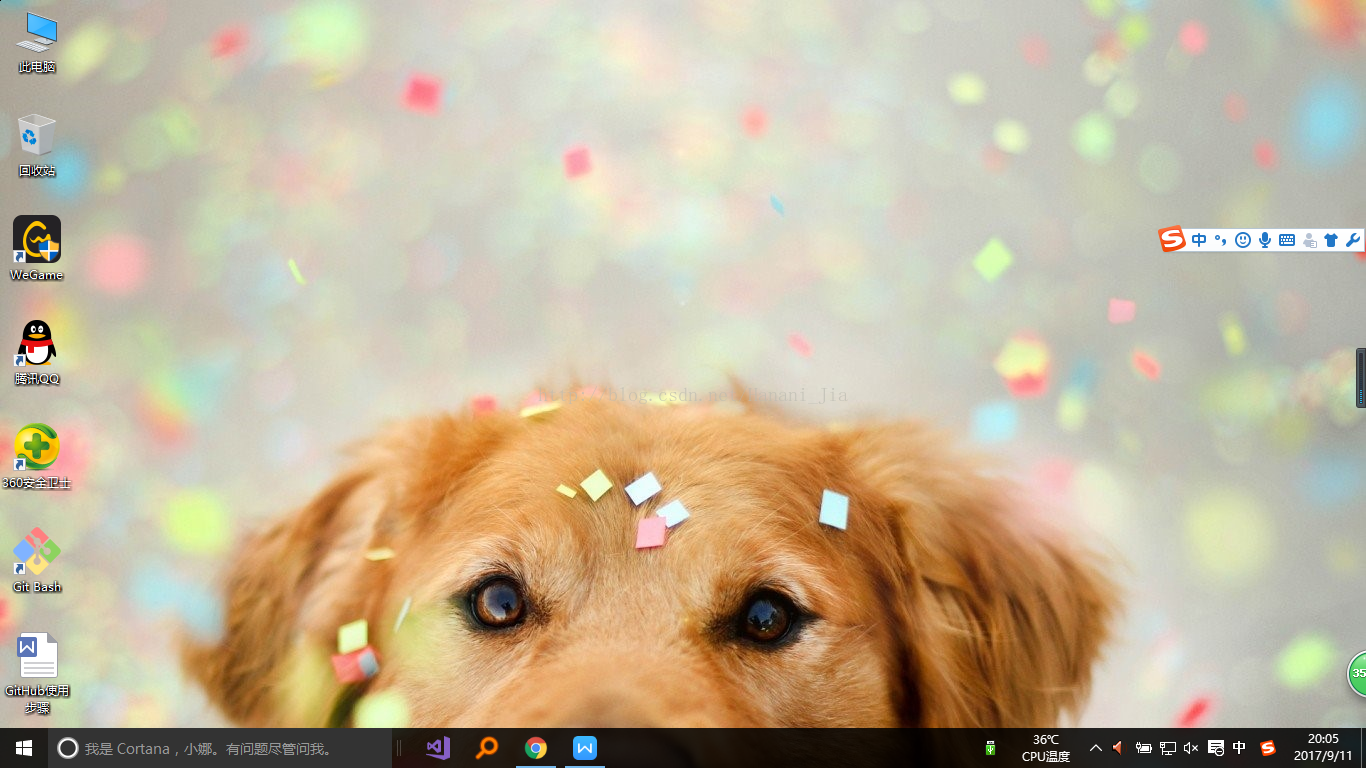 此电脑
回收站
WeGame
腾讯QQ
360安全卫士
Git Bash
GitHub使用
步骤
中
http://blog.csdn.net/hanani_jia
35
我是 Cortana，小娜。有问题尽管问我。
36℃
CPU温度
中
20:05
2017/9/11